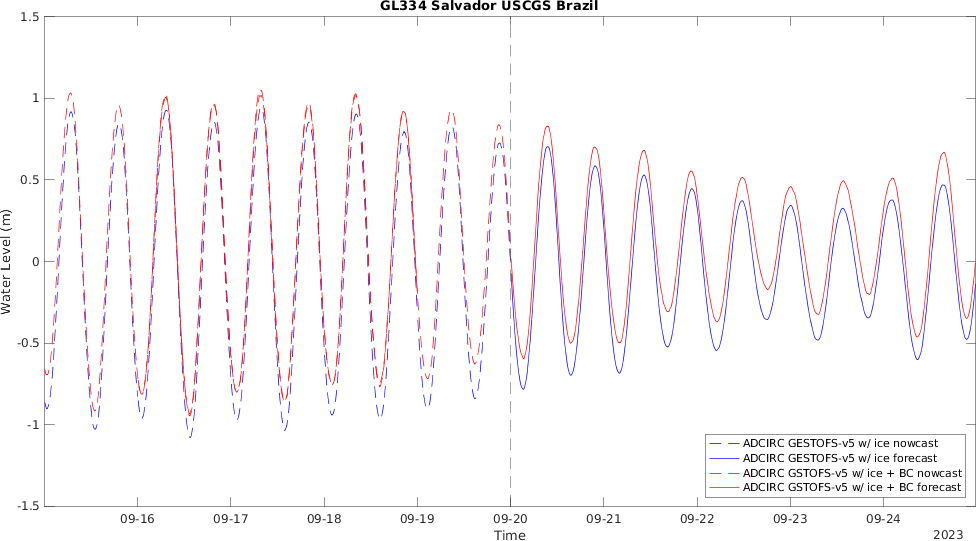 GL334 Salvador USCGS Brazil
1.5
1
0.5
0
-0.5
-1
-1.5
Water Level (m)
ADCIRC GESTOFS-v5 w/ ice nowcast
ADCIRC GESTOFS-v5 w/ ice forecast
ADCIRC GSTOFS-v5 w/ ice + BC nowcast
ADCIRC GSTOFS-v5 w/ ice + BC forecast
09-16 09-17 09-18 09-19 09-20 09-21 09-22 09-23 09-24
Time
2023